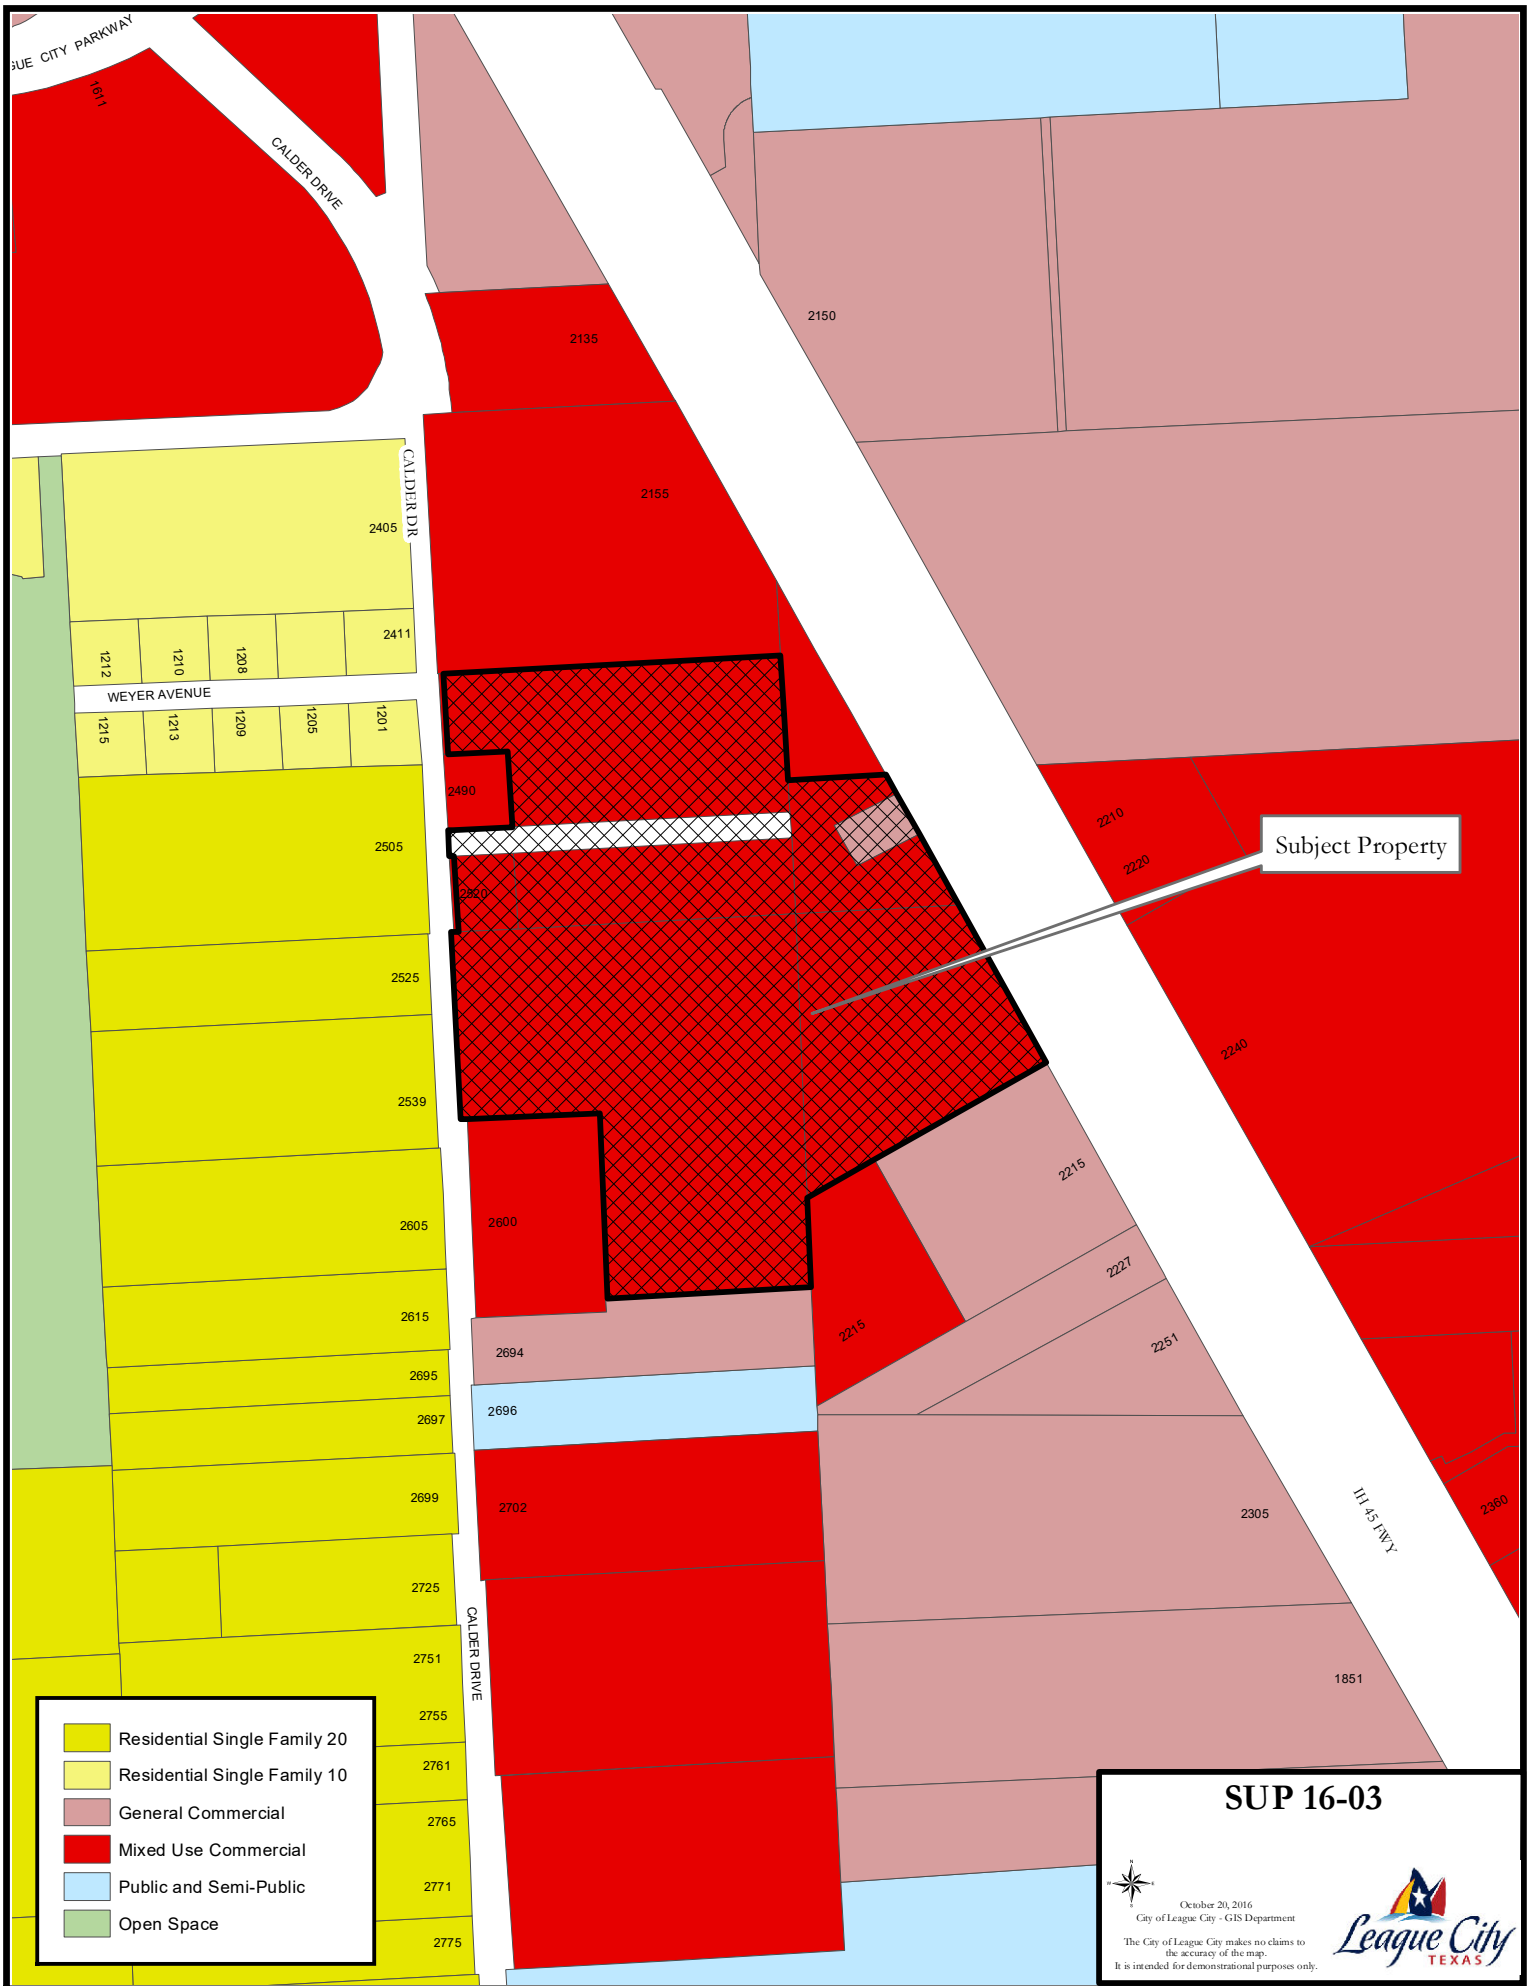 GUE CITY PARKWAY
1611
CALDER DRIVE
2135
2150
CALDER DR
2155
2405
2411
1212
1210
1208
WEYER AVENUE
1215
1213
1209
1205
1201
2490
2210
2220
Subject Property
2505
2520
2525
2240
2539
2215
2600
2605
2227
2615
2215
2251
2694
2695
2696
2697
2699
2702
2305
IH 45 FWY
2360
2725
CALDER DRIVE
2751
1851
2755
2761
2765
2771
2775
Residential Single Family 20
Residential Single Family 10
General Commercial
Mixed Use Commercial
Public and Semi-Public
Open Space
SUP 16-03
N
W E
S
October 20, 2016
City of League City - GIS Department
The City of League City makes no claims to
the accuracy of the map.
It is intended for demonstrational purposes only.
League City
TEXAS